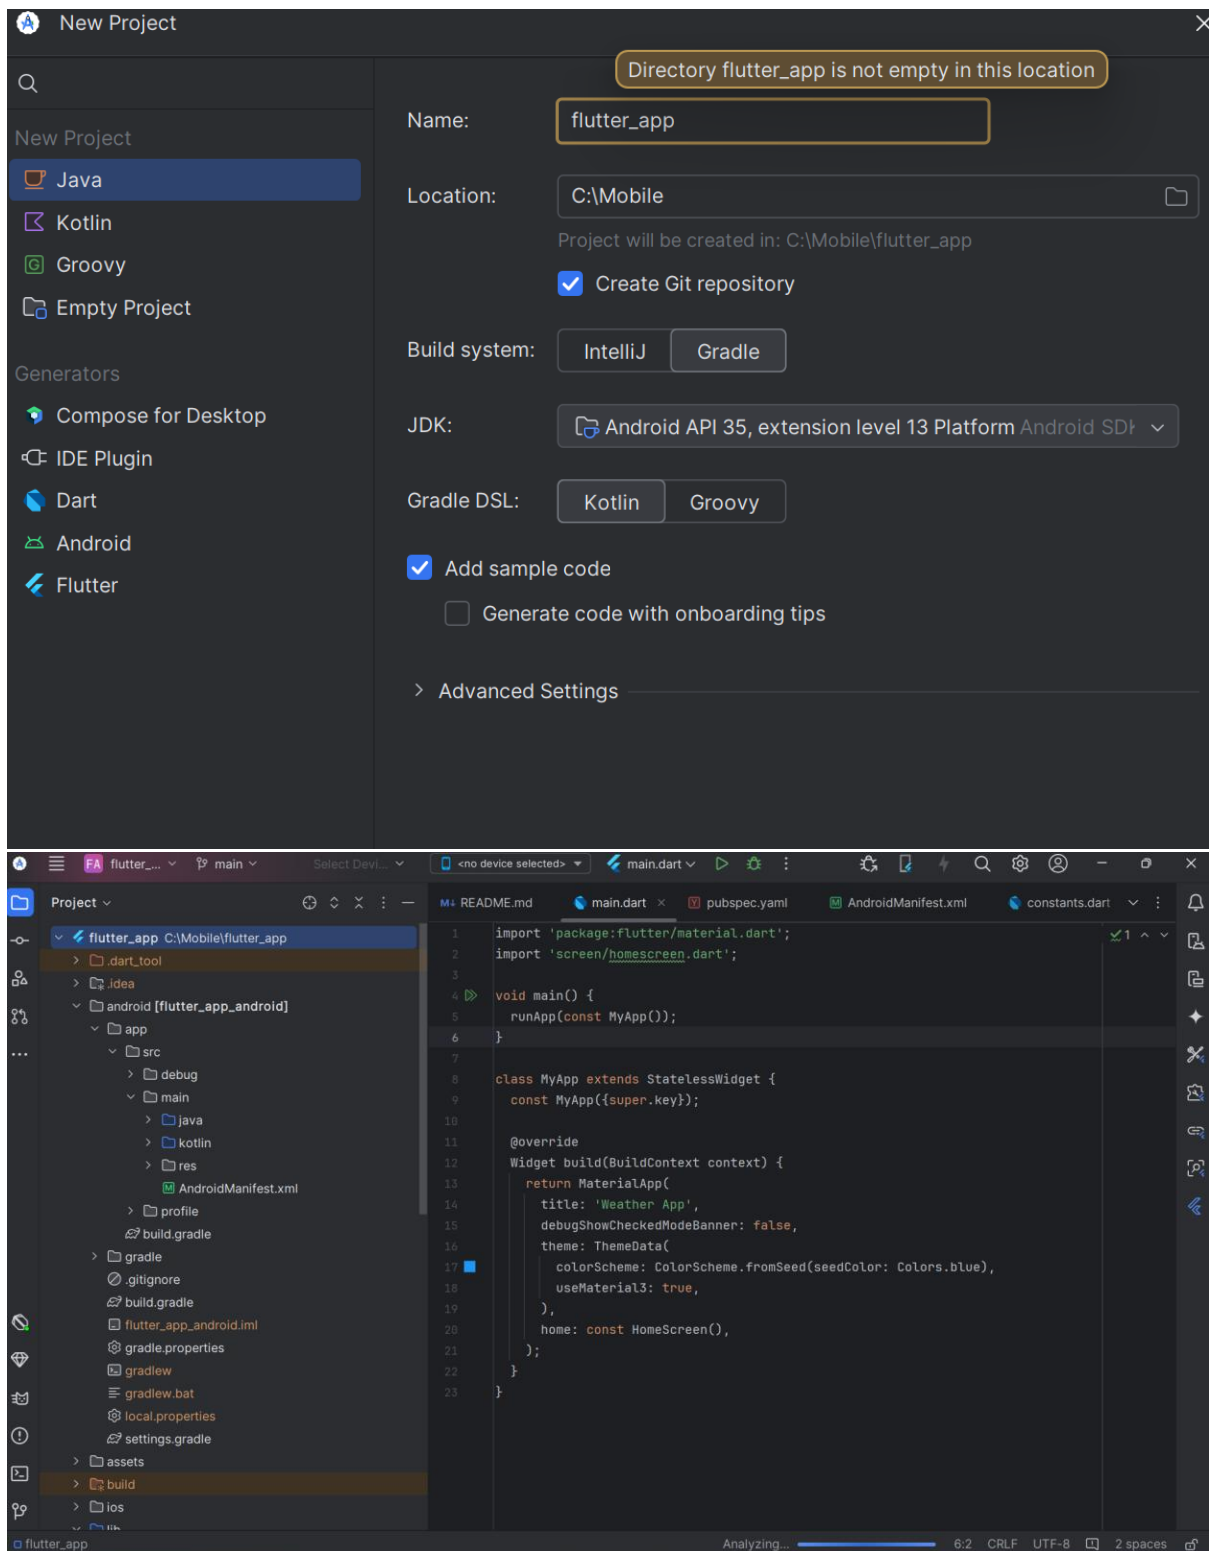 New Project
Directory flutter_app is not empty in this location
Name:
flutter_app
New Project
Java
Location:
C:\Mobile
Kotlin
Project will be created in: C:\Mobile\flutter_app
Groovy
Create Git repository
Empty Project
Build system:
IntelliJ
Gradle
Generators
Compose for Desktop
JDK:
Android API 35, extension level 13 Platform Android SDK
IDE Plugin
Dart
Gradle DSL:
Kotlin
Groovy
Android
Add sample code
Flutter
Generate code with onboarding tips
Advanced Settings
FA flutter_... main Select Devi... <no device selected> main.dart
Project
README.md main.dart pubspec.yaml AndroidManifest.xml constants.dart
flutter_app C:\Mobile\flutter_app
.dart_tool
.idea
android [flutter_app_android]
app
src
debug
main
java
kotlin
res
AndroidManifest.xml
profile
build.gradle
gradle
.gitignore
build.gradle
flutter_app_android.iml
gradle.properties
gradlew
gradlew.bat
local.properties
settings.gradle
assets
build
ios
lib
1 import 'package:flutter/material.dart';
2 import 'screen/homescreen.dart';
3
4 void main() {
5 runApp(const MyApp());
6 }
7
8 class MyApp extends StatelessWidget {
9 const MyApp({super.key});
10
11 @override
12 Widget build(BuildContext context) {
13 return MaterialApp(
14 title: 'Weather App',
15 debugShowCheckedModeBanner: false,
16 theme: ThemeData(
17 colorScheme: ColorScheme.fromSeed(seedColor: Colors.blue),
18 useMaterial3: true,
19 ),
20 home: const HomeScreen(),
21 );
22 }
23 }
1
flutter_app
Analyzing... 6:2 CRLF UTF-8 2 spaces